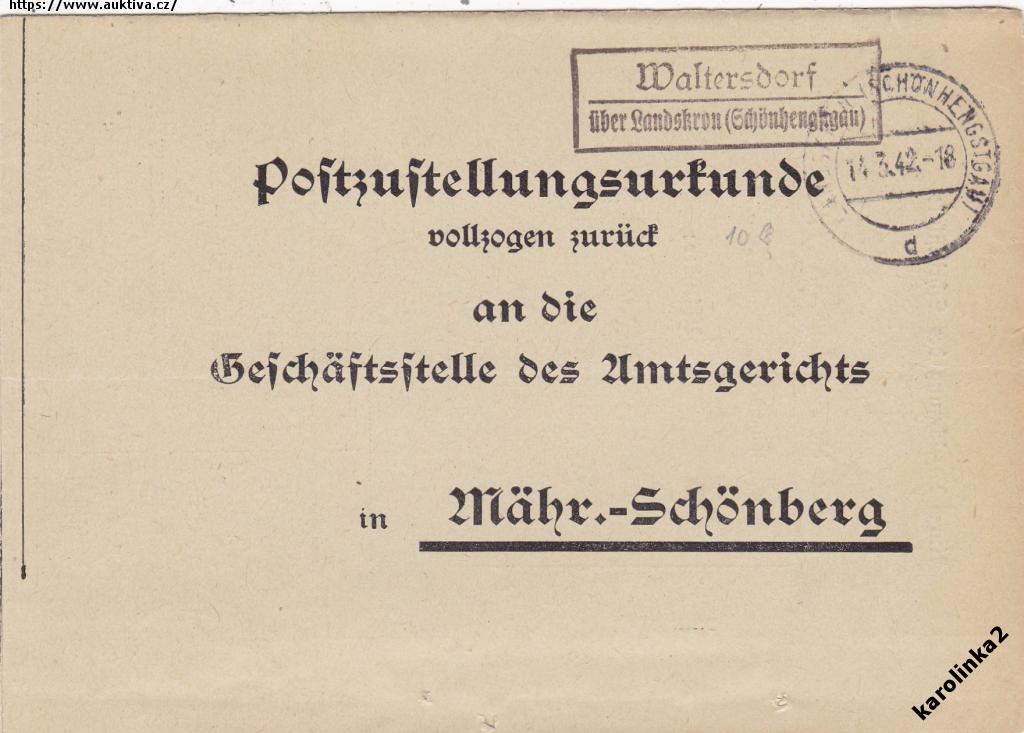 https://www.auktiva.cz/
Waltersdorf
über Landskron (Schönhengstgau)
(SCHÖNHENGSTGAU)
14.3.42.-18
d
Postzustellungsurkunde
vollzogen zurück
10
an die
Geschäftsstelle des Amtsgerichts
in Mähr.-Schönberg
karolinka2